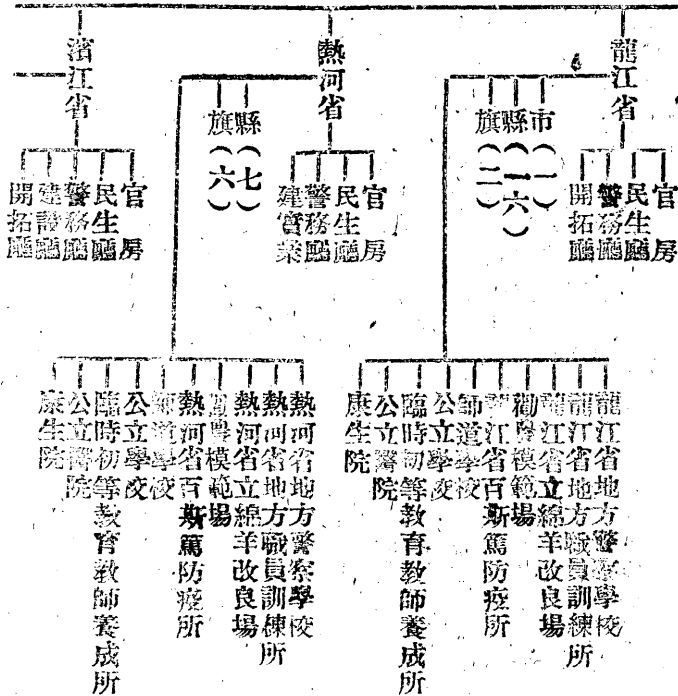 龍江省
官房
民生廳
警務廳
開拓廳
市(一)
縣(一六)
旗(二)
龍江省地方警察學校
龍江省地方職員訓練所
龍江省立綿羊改良場
勸農模範場
龍江省百斯篤防疫所
師道學校
公立學校
臨時初等教育教師養成所
公立醫院
康生院
熱河省
官房
民生廳
警務廳
建實業
縣(七)
旗(六)
熱河省地方警察學校
熱河省地方職員訓練所
熱河省立綿羊改良場
農模範場
熱河省百斯篤防疫所
師道學校
公立學校
臨時初等教育教師養成所
公立醫院
康生院
濱江省
官房
民生廳
警務廳
建設廳
開拓廳